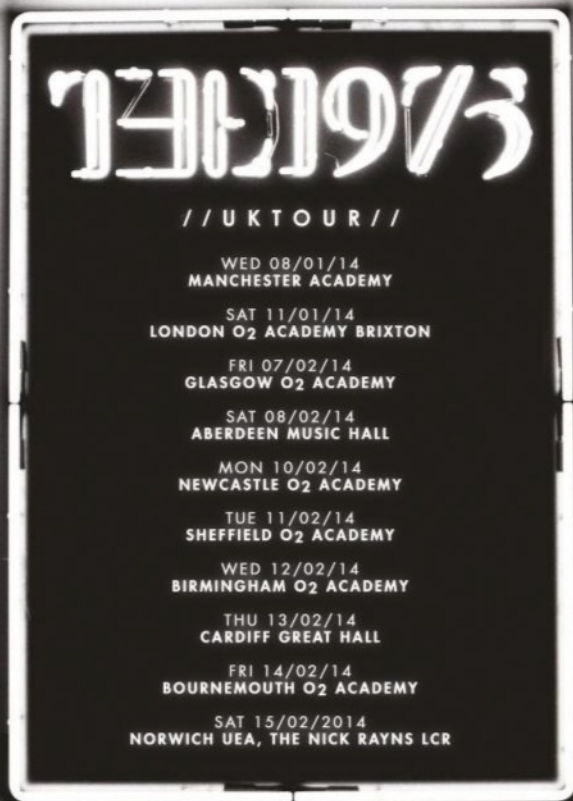 THE 1975
//UKTOUR//
WED 08/01/14
MANCHESTER ACADEMY
SAT 11/01/14
LONDON O2 ACADEMY BRIXTON
FRI 07/02/14
GLASGOW O2 ACADEMY
SAT 08/02/14
ABERDEEN MUSIC HALL
MON 10/02/14
NEWCASTLE O2 ACADEMY
TUE 11/02/14
SHEFFIELD O2 ACADEMY
WED 12/02/14
BIRMINGHAM O2 ACADEMY
THU 13/02/14
CARDIFF GREAT HALL
FRI 14/02/14
BOURNEMOUTH O2 ACADEMY
SAT 15/02/2014
NORWICH UEA, THE NICK RAYNS LCR